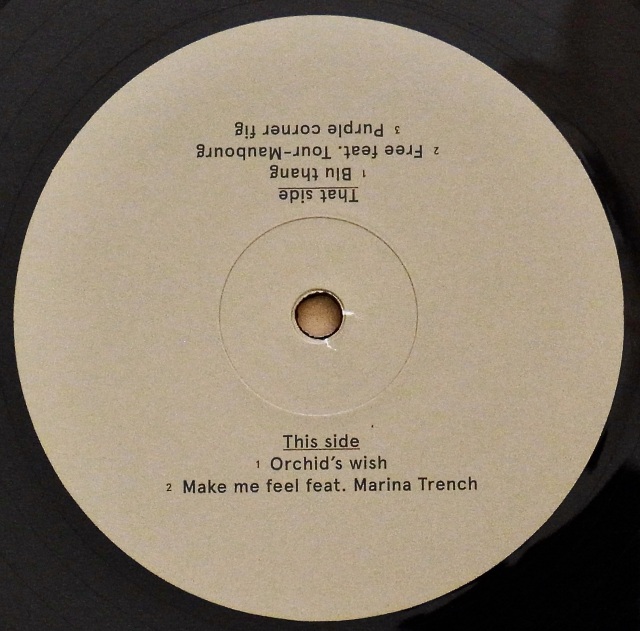 That side
1 Blu thang
2 Free feat. Tour-Maubourg
3 Purple corner fig
This side
1 Orchid's wish
2 Make me feel feat. Marina Trench